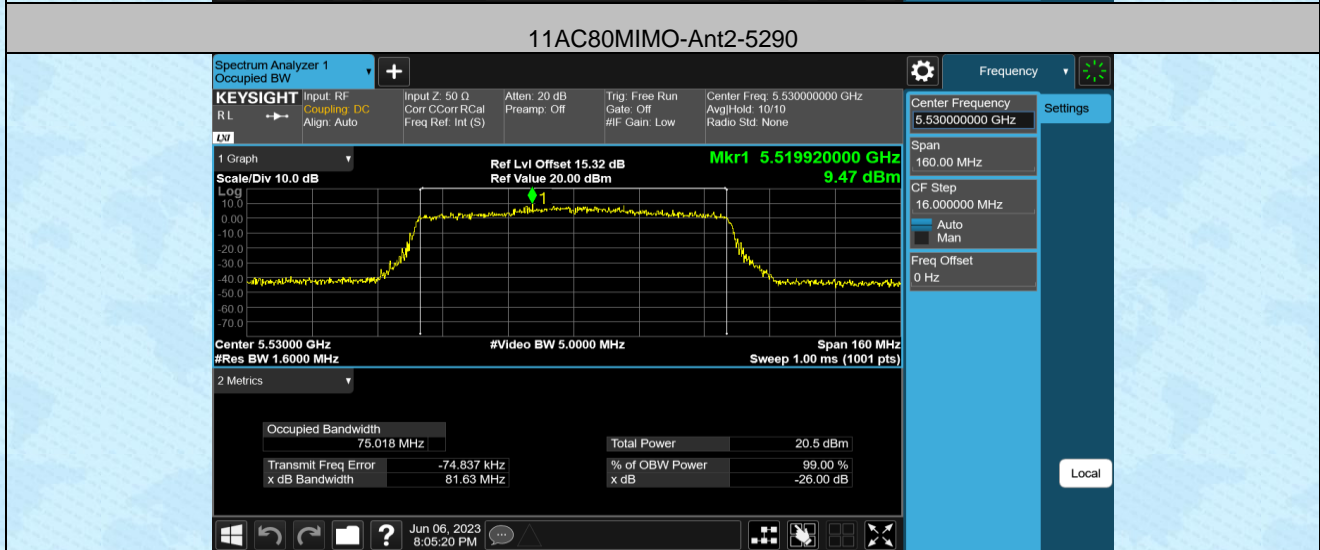 11AC80MIMO-Ant2-5290
Spectrum Analyzer 1
Occupied BW
+
Frequency
KEYSIGHT
R L
LXI
Input: RF
Coupling: DC
Align: Auto
Input Z: 50 Ω
Corr CCorr RCal
Freq Ref: Int (S)
Atten: 20 dB
Preamp: Off
Trig: Free Run
Gate: Off
#IF Gain: Low
Center Freq: 5.530000000 GHz
Avg|Hold: 10/10
Radio Std: None
Center Frequency
5.530000000 GHz
Settings
Span
160.00 MHz
CF Step
16.000000 MHz
Auto
Man
Freq Offset
0 Hz
1 Graph
Scale/Div 10.0 dB
Ref Lvl Offset 15.32 dB
Ref Value 20.00 dBm
Mkr1 5.519920000 GHz
9.47 dBm
Log
10.0
0.00
-10.0
-20.0
-30.0
-40.0
-50.0
-60.0
-70.0
1
Center 5.53000 GHz
#Res BW 1.6000 MHz
#Video BW 5.0000 MHz
Span 160 MHz
Sweep 1.00 ms (1001 pts)
2 Metrics
Occupied Bandwidth
75.018 MHz
Total Power 20.5 dBm
Transmit Freq Error -74.837 kHz
% of OBW Power 99.00 %
x dB Bandwidth 81.63 MHz
x dB -26.00 dB
Local
?
Jun 06, 2023
8:05:20 PM